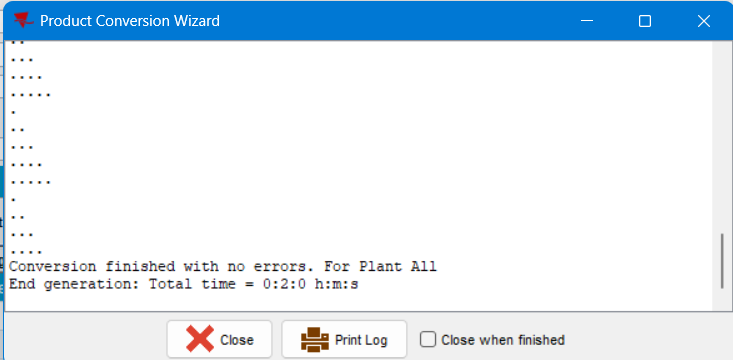 Product Conversion Wizard
..
...
....
.....
.
..
...
....
.....
.
..
...
....
Conversion finished with no errors. For Plant All
End generation: Total time = 0:2:0 h:m:s
Close
Print Log
Close when finished